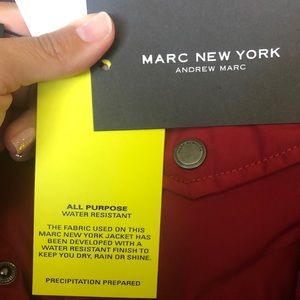 MARC NEW YORK
ANDREW MARC
ALL PURPOSE
WATER RESISTANT
THE FABRIC USED ON THIS
MARC NEW YORK JACKET HAS
BEEN DEVELOPED WITH A
WATER RESISTANT FINISH TO
KEEP YOU DRY, RAIN OR SHINE.
PRECIPITATION PREPARED